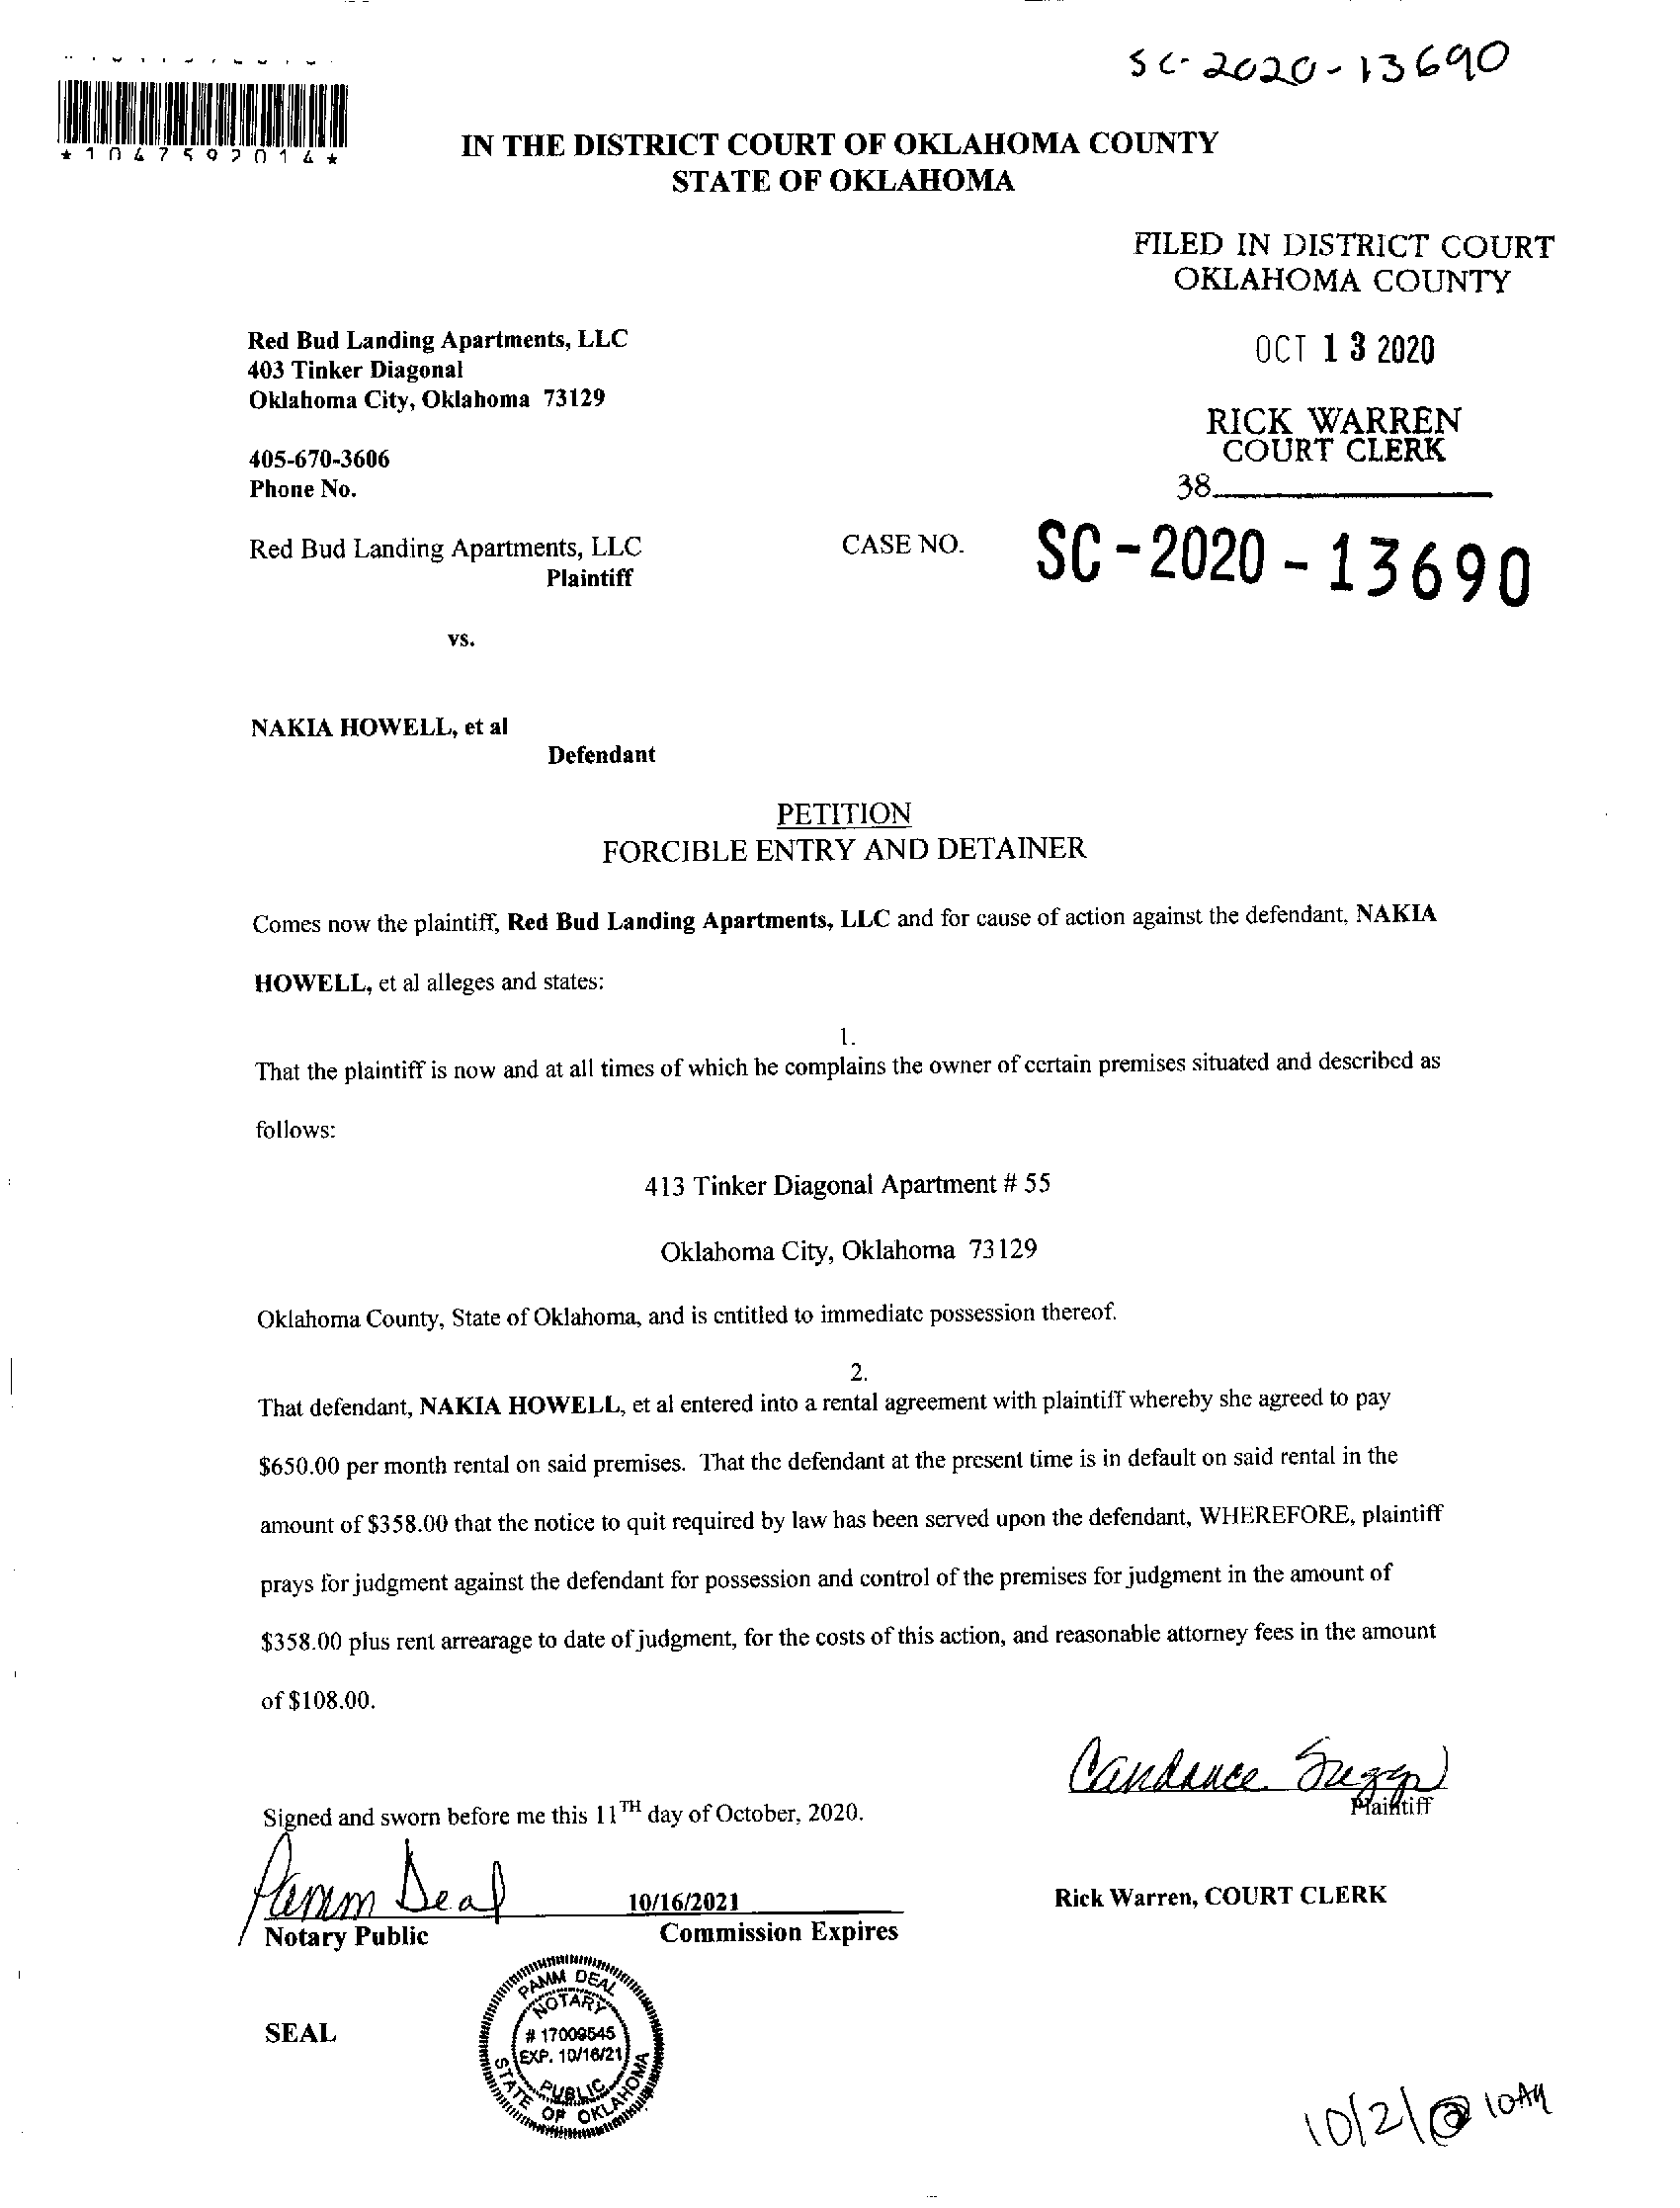 SC-2020-13690
*1047592014*
IN THE DISTRICT COURT OF OKLAHOMA COUNTY
STATE OF OKLAHOMA
FILED IN DISTRICT COURT
OKLAHOMA COUNTY
Red Bud Landing Apartments, LLC
403 Tinker Diagonal
Oklahoma City, Oklahoma 73129
OCT 13 2020
RICK WARREN
COURT CLERK
405-670-3606
Phone No.
38
Red Bud Landing Apartments, LLC
Plaintiff
CASE NO.
SC-2020-13690
vs.
NAKIA HOWELL, et al
Defendant
PETITION
FORCIBLE ENTRY AND DETAINER
Comes now the plaintiff, Red Bud Landing Apartments, LLC and for cause of action against the defendant, NAKIA
HOWELL, et al alleges and states:
1.
That the plaintiff is now and at all times of which he complains the owner of certain premises situated and described as
follows:
413 Tinker Diagonal Apartment # 55
Oklahoma City, Oklahoma 73129
Oklahoma County, State of Oklahoma, and is entitled to immediate possession thereof.
2.
That defendant, NAKIA HOWELL, et al entered into a rental agreement with plaintiff whereby she agreed to pay
$650.00 per month rental on said premises. That the defendant at the present time is in default on said rental in the
amount of $358.00 that the notice to quit required by law has been served upon the defendant, WHEREFORE, plaintiff
prays for judgment against the defendant for possession and control of the premises for judgment in the amount of
$358.00 plus rent arrearage to date of judgment, for the costs of this action, and reasonable attorney fees in the amount
of $108.00.
Candance
Plaintiff
Signed and sworn before me this 11TH day of October, 2020.
Pamm Deal
10/16/2021
Rick Warren, COURT CLERK
Notary Public
Commission Expires
SEAL
PAMM DEAL
NOTARY
# 17009545
EXP. 10/16/21
PUBLIC
STATE OF OKLAHOMA
10/21@10AM